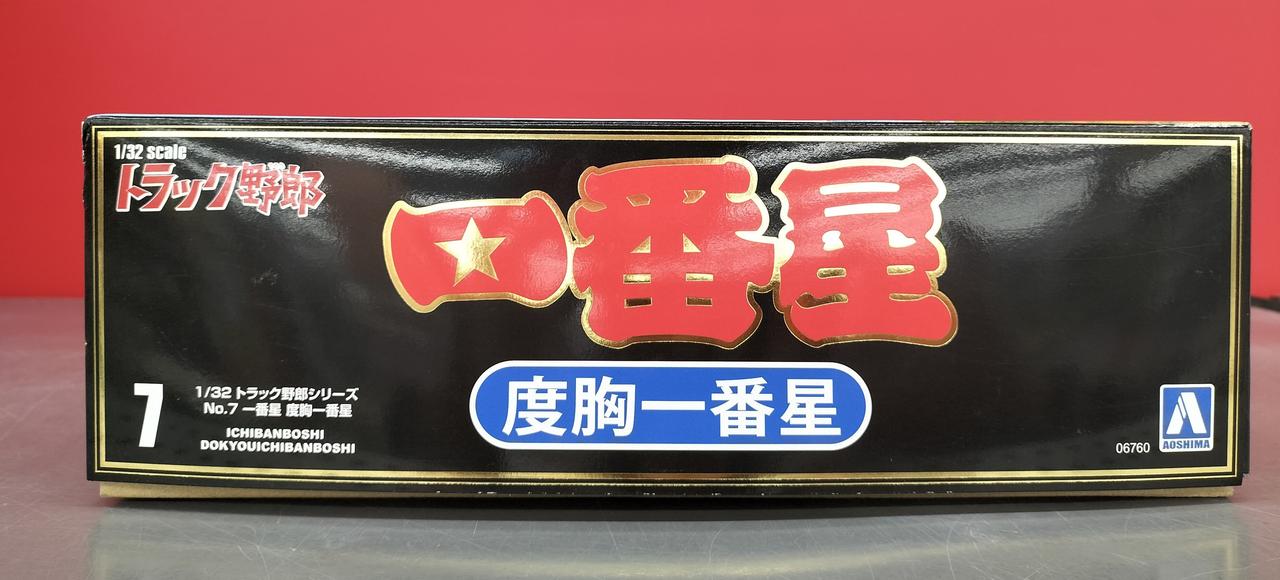 1/32 scale
トラック野郎
一番星
度胸一番星
7
1/32 トラック野郎シリーズ
No.7 一番星 度胸一番星
ICHIBANBOSHI
DOKYOUICHIBANBOSHI
06760
AOSHIMA